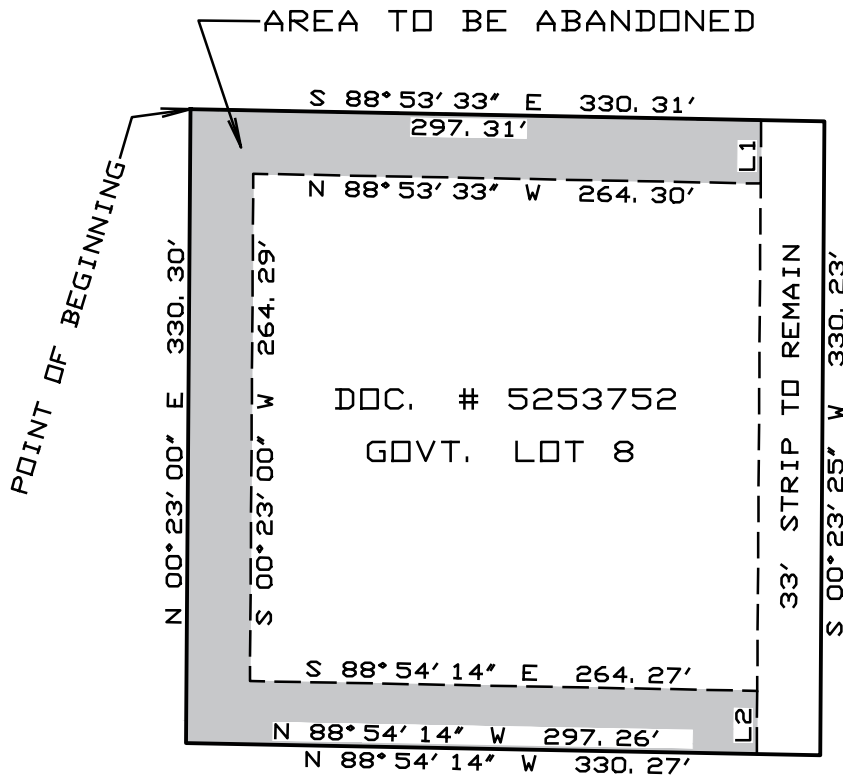 AREA TO BE ABANDONED
S 88°53'33" E 330.31'
297.31'
L1
N 88°53'33" W 264.30'
POINT OF BEGINNING
N 00°23'00" E 330.30'
S 00°23'00" W 264.29'
DOC. # 5253752
GOVT. LOT 8
33' STRIP TO REMAIN
S 00°23'25" W 330.23'
S 88°54'14" E 264.27'
L2
N 88°54'14" W 297.26'
N 88°54'14" W 330.27'